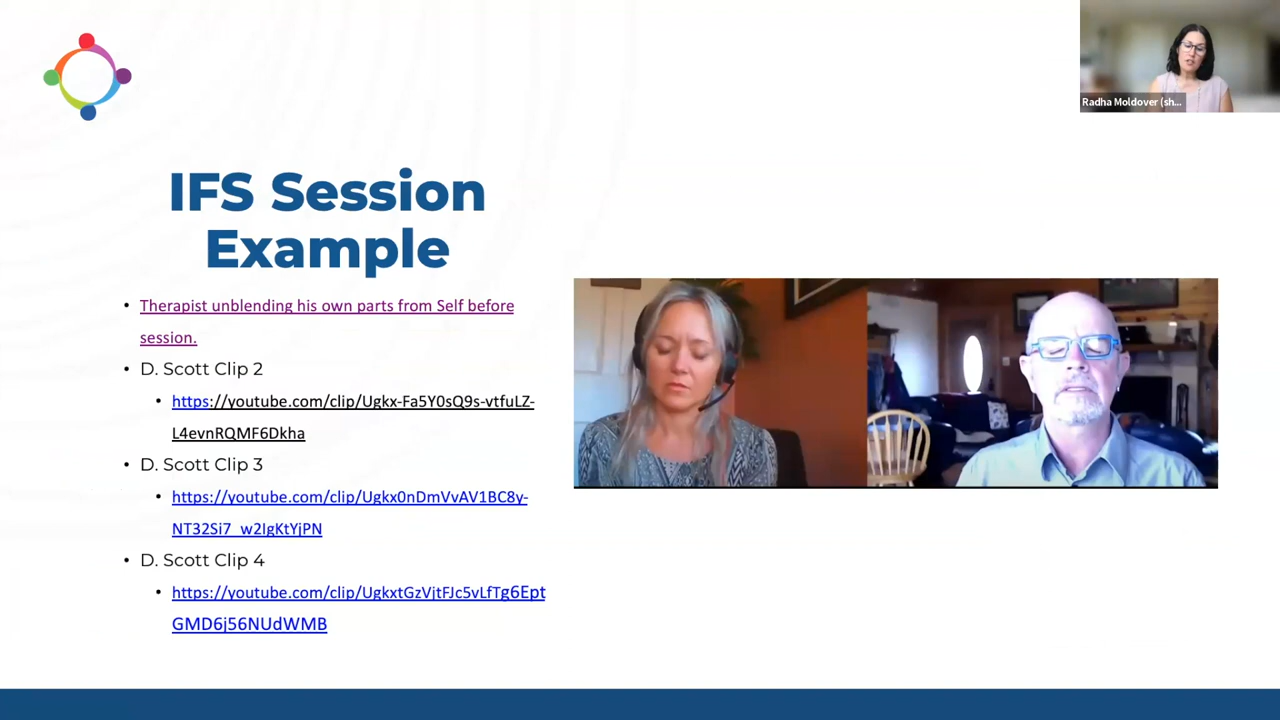 Radha Moldover (sh...
IFS Session
Example
• Therapist unblending his own parts from Self before
session.
• D. Scott Clip 2
• https://youtube.com/clip/Ugkx-Fa5Y0sQ9s-vtfuLZ-
L4evnRQMF6Dkha
• D. Scott Clip 3
• https://youtube.com/clip/Ugkx0nDmVvAV1BC8y-
NT32Si7_w2IgKtYjPN
• D. Scott Clip 4
• https://youtube.com/clip/UgkxtGzVjtFJc5vLfTg6Ept
GMD6j56NUdWMB